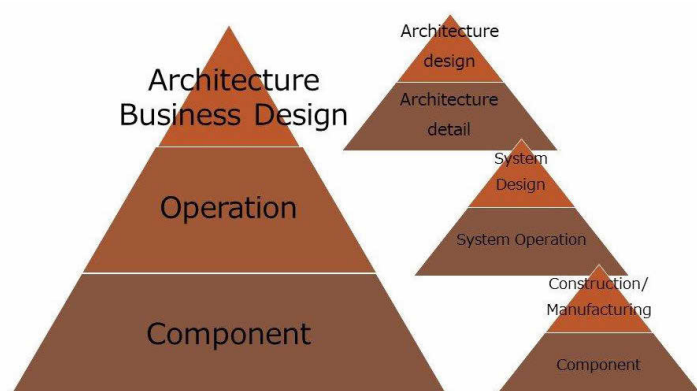 Architecture
Business Design
Operation
Component
Architecture
design
Architecture
detail
System
Design
System Operation
Construction/
Manufacturing
Component